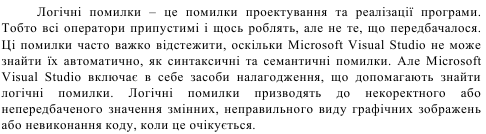 Логічні помилки – це помилки проектування та реалізації програми.
Тобто всі оператори припустимі і щось роблять, але не те, що передбачалося.
Ці помилки часто важко відстежити, оскільки Microsoft Visual Studio не може
знайти їх автоматично, як синтаксичні та семантичні помилки. Але Microsoft
Visual Studio включає в себе засоби налагодження, що допомагають знайти
логічні помилки. Логічні помилки призводять до некоректного або
непередбаченого значення змінних, неправильного виду графічних зображень
або невиконання коду, коли це очікується.